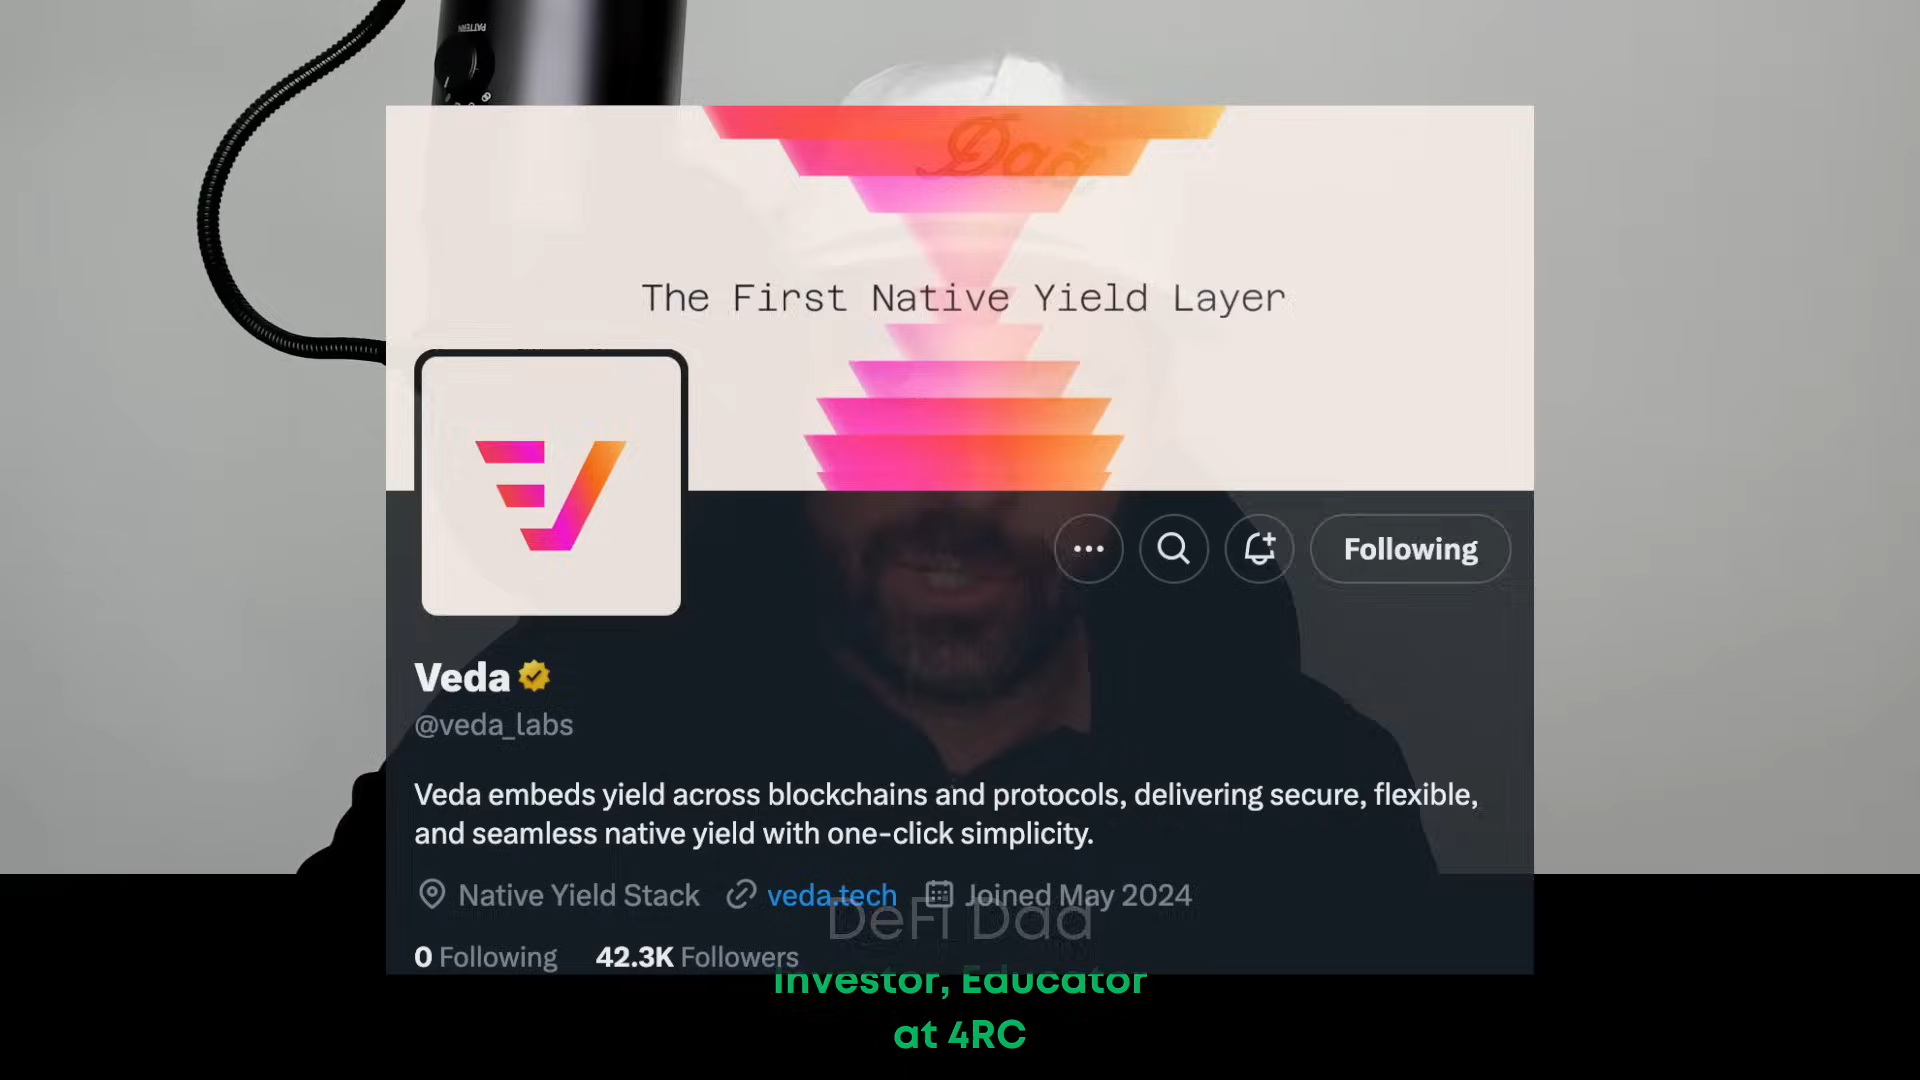 PATTERN
Dad
The First Native Yield Layer
Following
Veda
@veda_labs
Veda embeds yield across blockchains and protocols, delivering secure, flexible,
and seamless native yield with one-click simplicity.
Native Yield Stack veda.tech Joined May 2024
DeFi Dad
0 Following 42.3K Followers
Investor, Educator
at 4RC